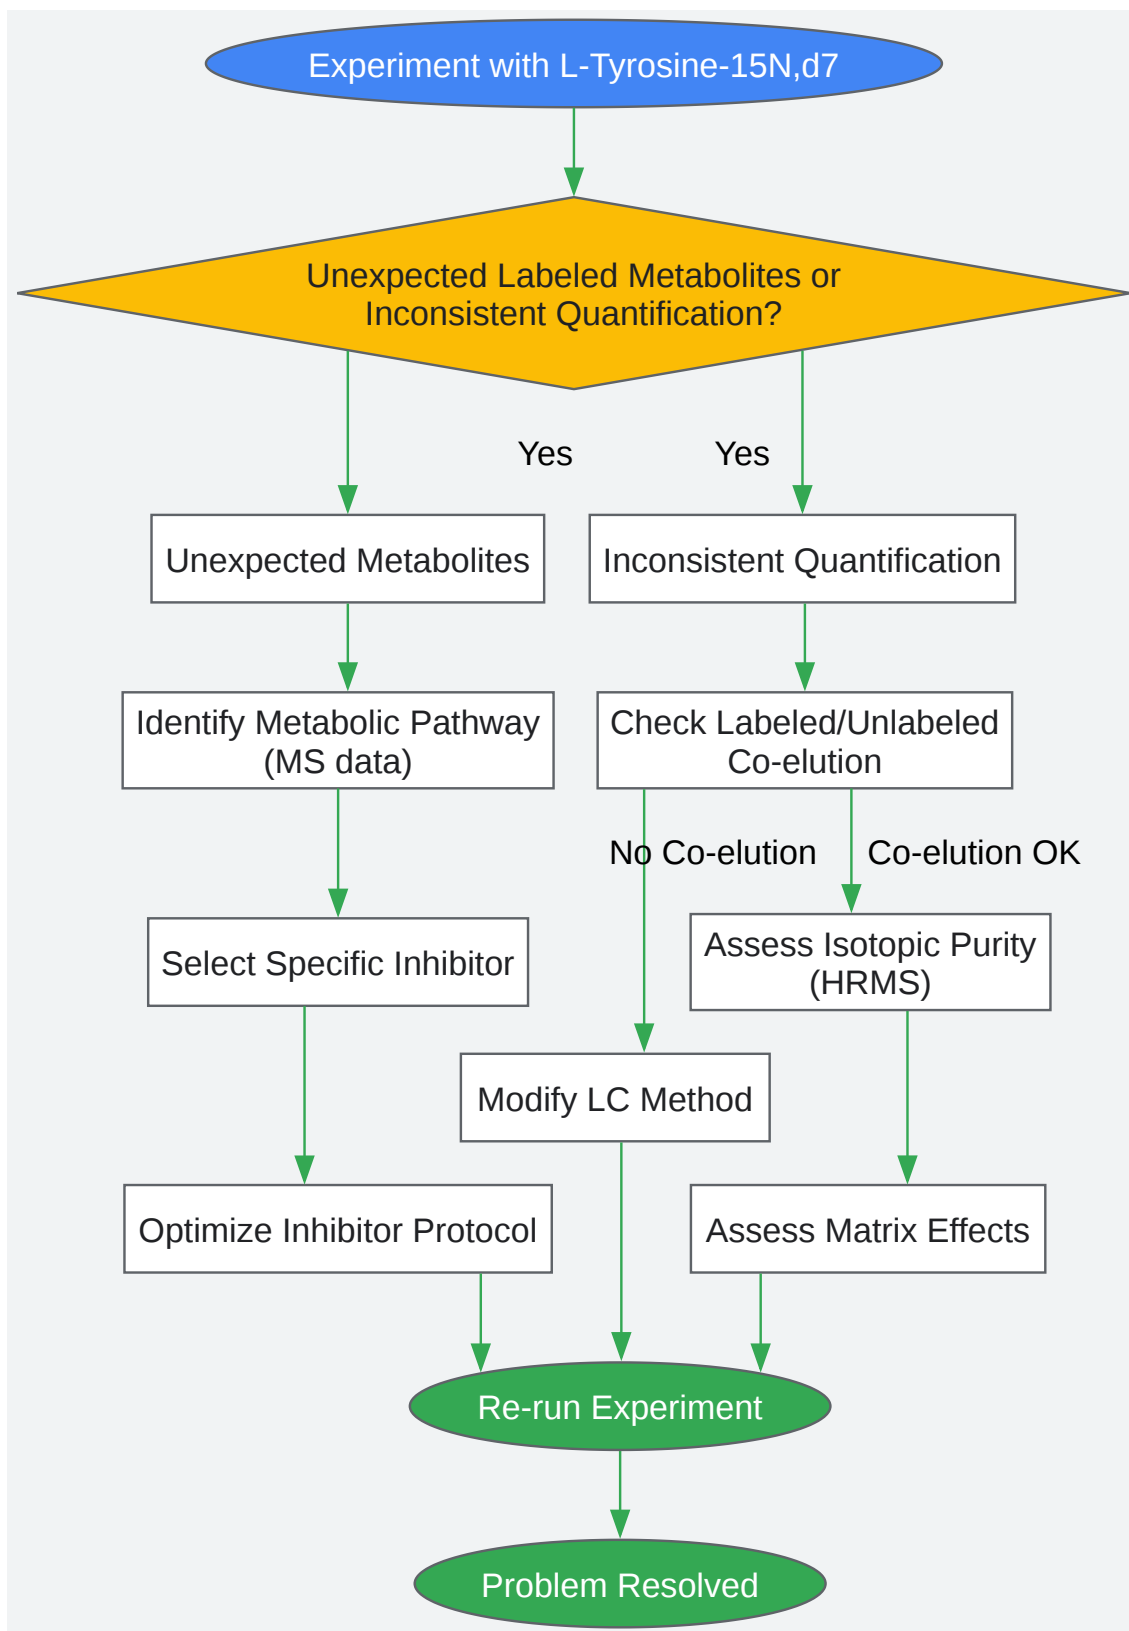 Experiment with L-Tyrosine-15N,d7
Unexpected Labeled Metabolites or
Inconsistent Quantification?
Yes
Yes
Unexpected Metabolites
Inconsistent Quantification
Identify Metabolic Pathway
(MS data)
Check Labeled/Unlabeled
Co-elution
No Co-elution
Co-elution OK
Select Specific Inhibitor
Assess Isotopic Purity
(HRMS)
Modify LC Method
Optimize Inhibitor Protocol
Assess Matrix Effects
Re-run Experiment
Problem Resolved